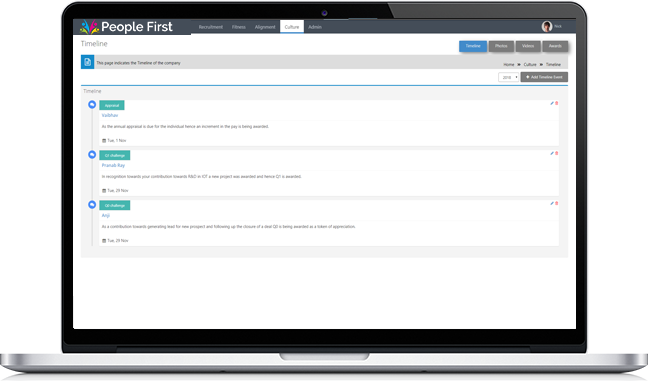 People First
Recruitment Fitness Alignment Culture Admin
Timeline
Timeline Photos Videos Awards
This page indicates the Timeline of the company
Home » Culture » Timeline
2016 + Add Timeline Event
Timeline
Appraisal
Vaibhav
As the annual appraisal is due for the individual hence an increment in the pay is being awarded.
Tue, 1 Nov
Q1 challenge
Pranab Ray
In recognition towards your contribution towards R&D in IOT a new project was awarded and hence Q1 is awarded.
Tue, 29 Nov
challenge
Anji
As a contribution towards generating lead for new prospect and following up the closure of a deal Q0 is being awarded as a token of appreciation.
Tue, 29 Nov